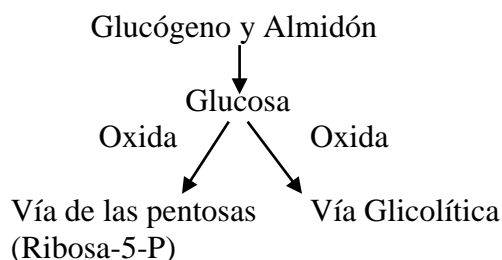 Glucógeno y Almidón
Glucosa
Oxida Oxida
Vía de las pentosas Vía Glicolítica
(Ribosa-5-P)